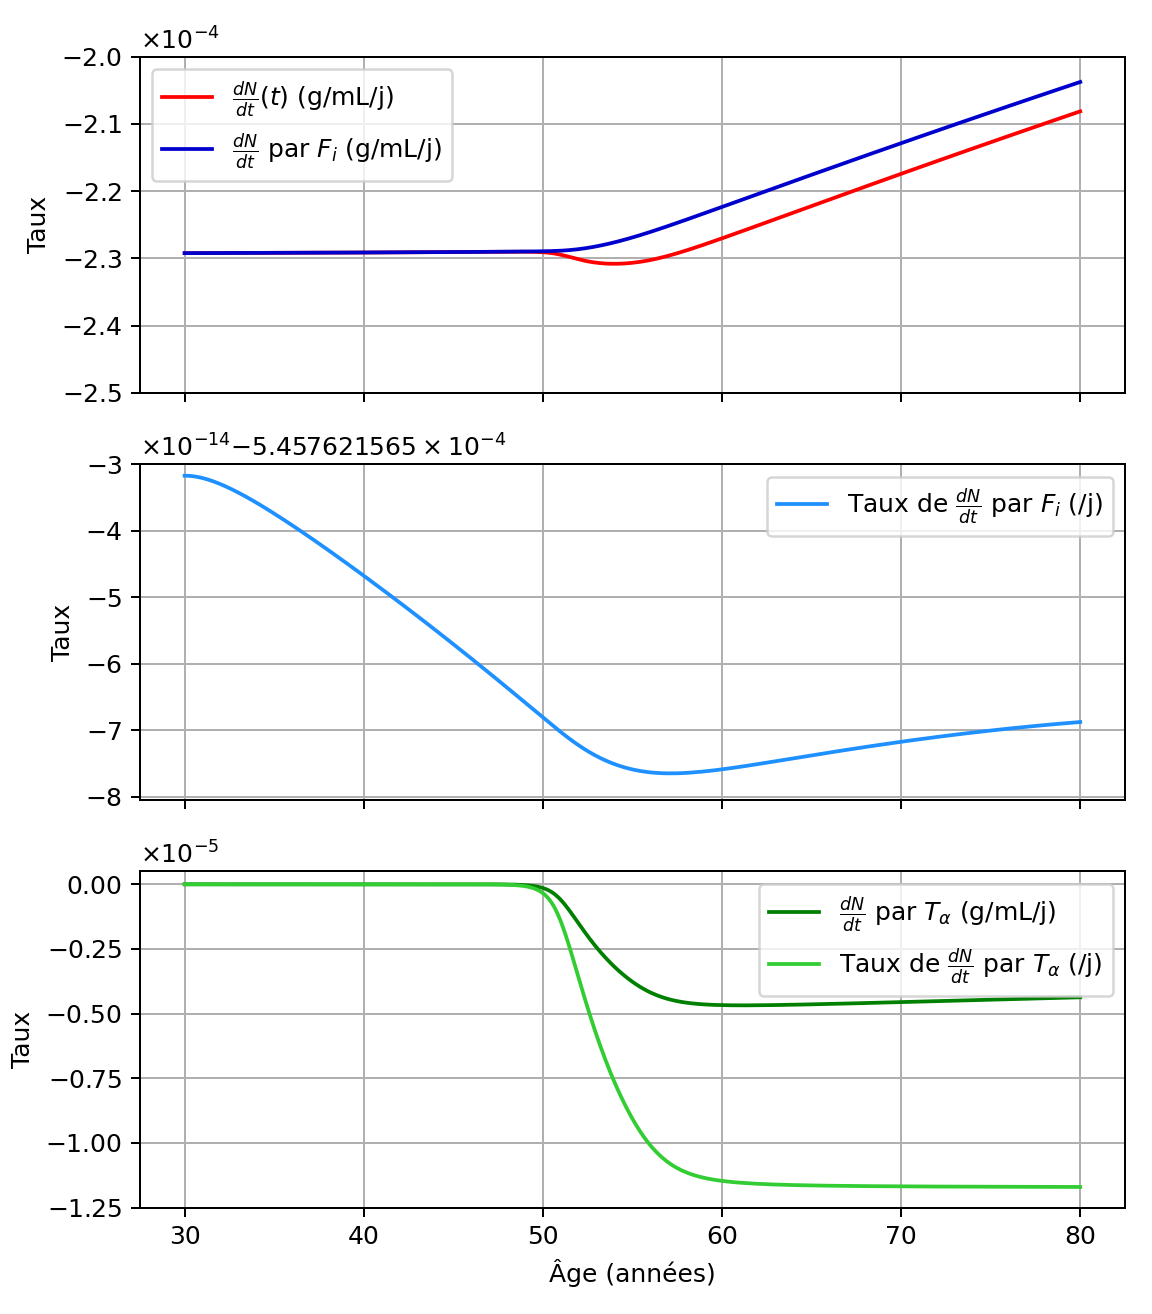 ×10⁻⁴
−2.0
−2.1
−2.2
−2.3
−2.4
−2.5
Taux
dN/dt(t) (g/mL/j)
dN/dt par Fᵢ (g/mL/j)
×10⁻¹⁴−5.457621565 × 10⁻⁴
−3
−4
−5
−6
−7
−8
Taux
Taux de dN/dt par Fᵢ (/j)
×10⁻⁵
0.00
−0.25
−0.50
−0.75
−1.00
−1.25
Taux
dN/dt par T_α (g/mL/j)
Taux de dN/dt par T_α (/j)
30 40 50 60 70 80
Âge (années)